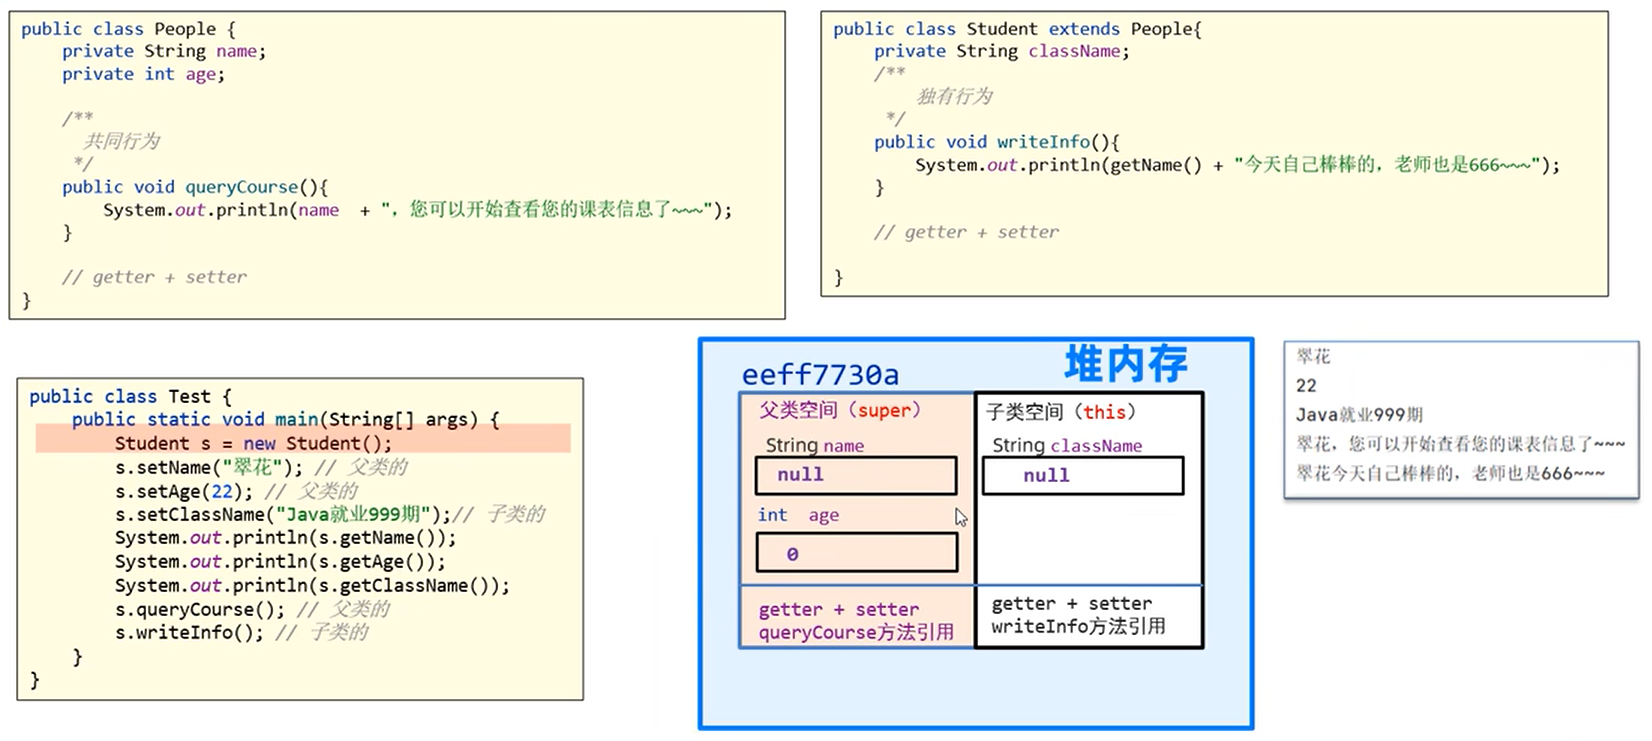 public class People {
private String name;
private int age;
/**
共同行为
*/
public void queryCourse(){
System.out.println(name + "，您可以开始查看您的课表信息了~~~");
}
// getter + setter
}
public class Student extends People{
private String className;
/**
独有行为
*/
public void writeInfo(){
System.out.println(getName() + "今天自己棒棒的，老师也是666~~~");
}
// getter + setter
}
public class Test {
public static void main(String[] args) {
Student s = new Student();
s.setName("翠花"); // 父类的
s.setAge(22); // 父类的
s.setClassName("Java就业999期");// 子类的
System.out.println(s.getName());
System.out.println(s.getAge());
System.out.println(s.getClassName());
s.queryCourse(); // 父类的
s.writeInfo(); // 子类的
}
}
堆内存
eeff7730a
父类空间（super）
String name
null
int age
0
getter + setter
queryCourse方法引用
子类空间（this）
String className
null
getter + setter
writeInfo方法引用
翠花
22
Java就业999期
翠花，您可以开始查看您的课表信息了~~~
翠花今天自己棒棒的，老师也是666~~~